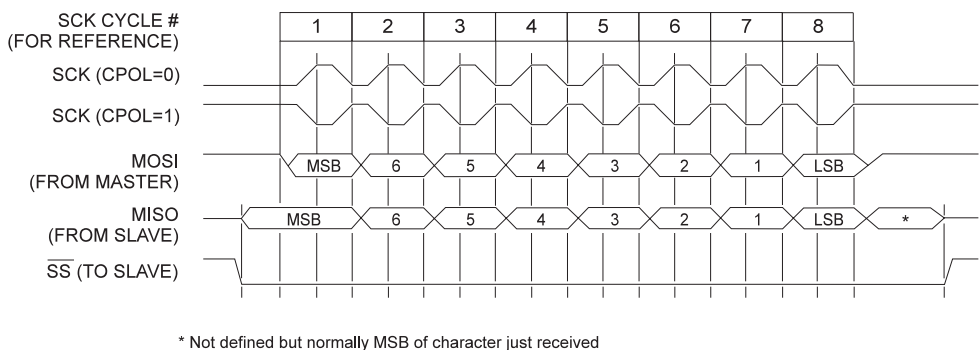 SCK CYCLE #
(FOR REFERENCE)
1 2 3 4 5 6 7 8
SCK (CPOL=0)
SCK (CPOL=1)
MOSI
(FROM MASTER)
MSB 6 5 4 3 2 1 LSB
MISO
(FROM SLAVE)
MSB 6 5 4 3 2 1 LSB *
SS (TO SLAVE)
* Not defined but normally MSB of character just received